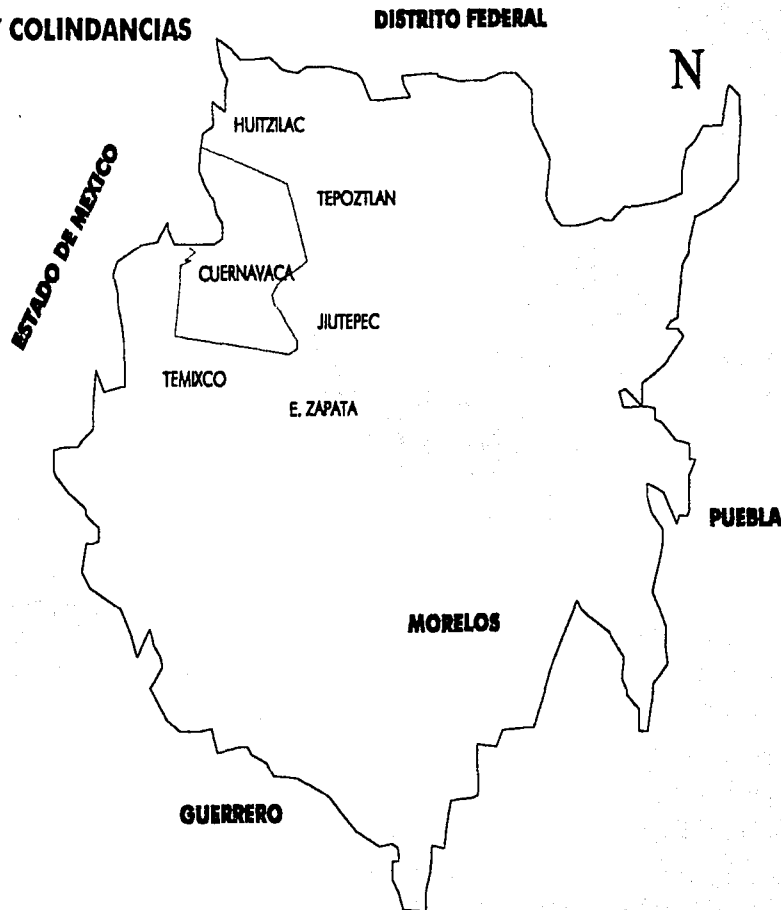 Y COLINDANCIAS
DISTRITO FEDERAL
N
HUITZILAC
ESTADO DE MEXICO
TEPOZTLAN
CUERNAVACA
JIUTEPEC
TEMIXCO
E. ZAPATA
PUEBLA
MORELOS
GUERRERO